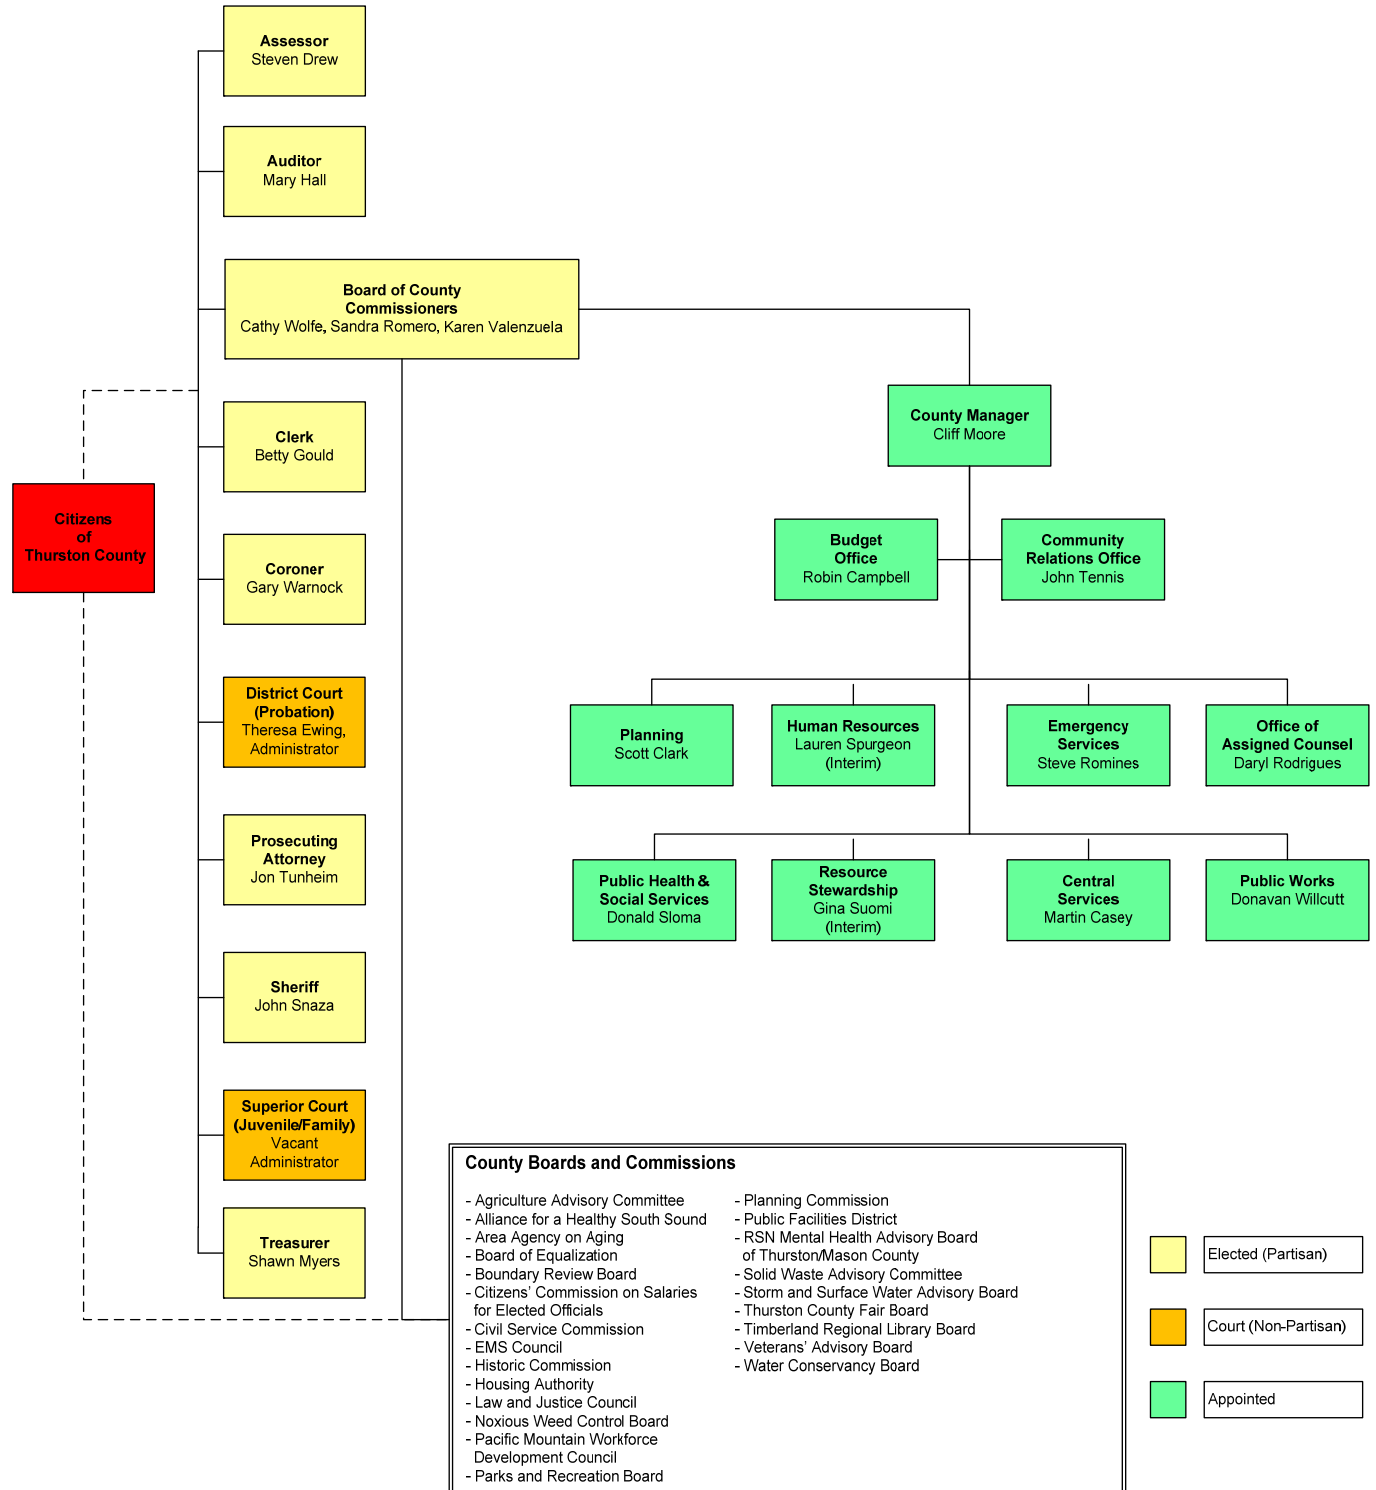 Assessor
Steven Drew
Auditor
Mary Hall
Board of County
Commissioners
Cathy Wolfe, Sandra Romero, Karen Valenzuela
County Manager
Cliff Moore
Clerk
Betty Gould
Citizens
of
Thurston County
Budget
Office
Robin Campbell
Community
Relations Office
John Tennis
Coroner
Gary Warnock
District Court
(Probation)
Theresa Ewing,
Administrator
Planning
Scott Clark
Human Resources
Lauren Spurgeon
(Interim)
Emergency
Services
Steve Romines
Office of
Assigned Counsel
Daryl Rodrigues
Prosecuting
Attorney
Jon Tunheim
Public Health &
Social Services
Donald Sloma
Resource
Stewardship
Gina Suomi
(Interim)
Central
Services
Martin Casey
Public Works
Donavan Willcutt
Sheriff
John Snaza
Superior Court
(Juvenile/Family)
Vacant
Administrator
Treasurer
Shawn Myers
County Boards and Commissions
- Agriculture Advisory Committee
- Alliance for a Healthy South Sound
- Area Agency on Aging
- Board of Equalization
- Boundary Review Board
- Citizens' Commission on Salaries
for Elected Officials
- Civil Service Commission
- EMS Council
- Historic Commission
- Housing Authority
- Law and Justice Council
- Noxious Weed Control Board
- Pacific Mountain Workforce
Development Council
- Parks and Recreation Board
- Planning Commission
- Public Facilities District
- RSN Mental Health Advisory Board
of Thurston/Mason County
- Solid Waste Advisory Committee
- Storm and Surface Water Advisory Board
- Thurston County Fair Board
- Timberland Regional Library Board
- Veterans' Advisory Board
- Water Conservancy Board
Elected (Partisan)
Court (Non-Partisan)
Appointed